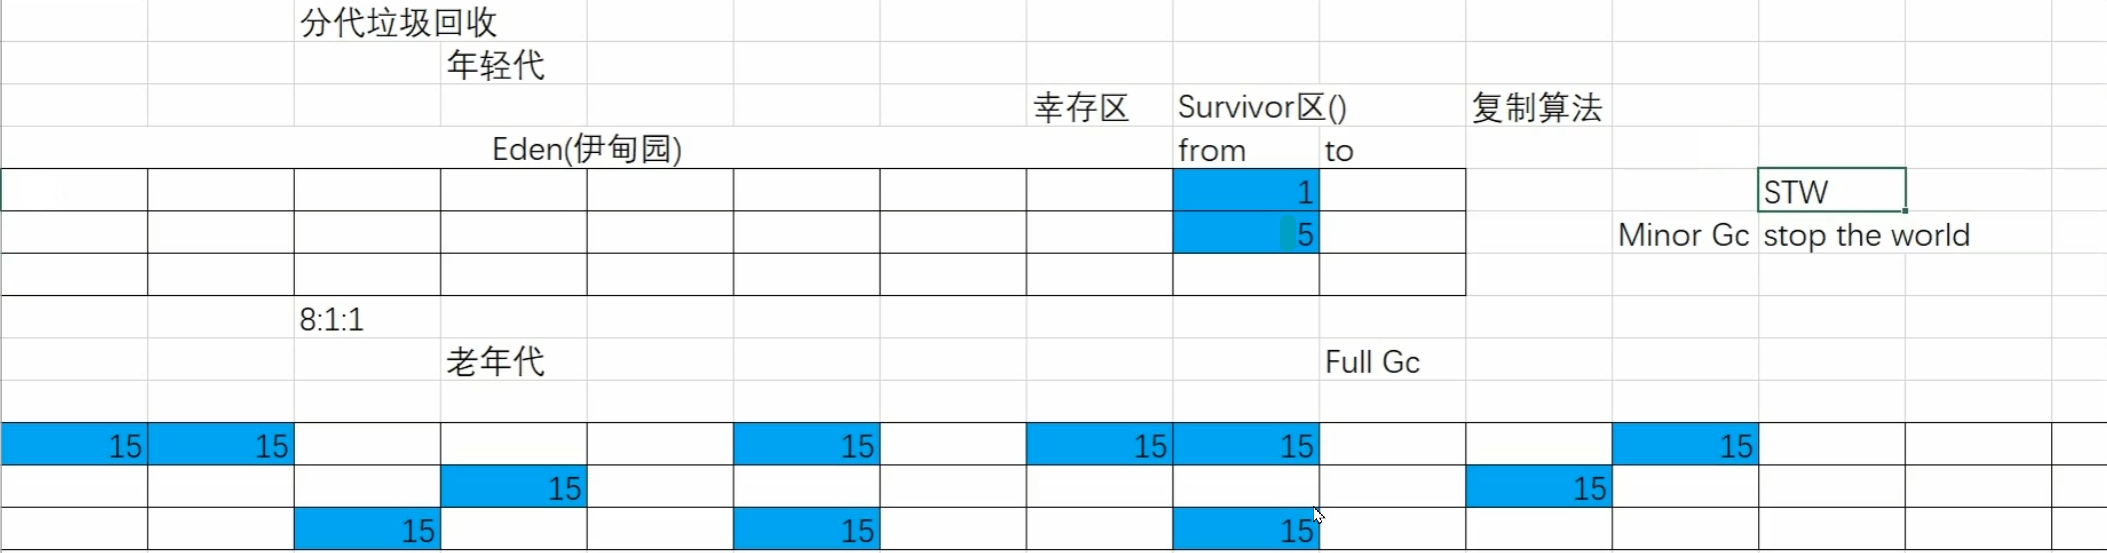 分代垃圾回收
年轻代
幸存区 Survivor区() 复制算法
Eden(伊甸园) from to
1 STW
5 Minor Gc stop the world
8:1:1
老年代 Full Gc
15 15 15 15 15 15
15 15
15 15 15